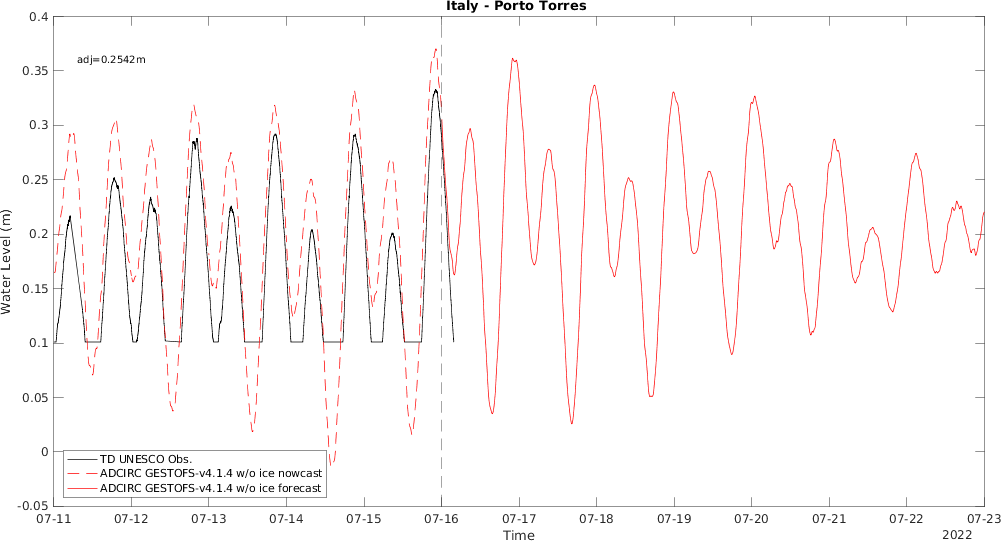 Italy - Porto Torres
adj=0.2542m
0.4
0.35
0.3
0.25
0.2
0.15
0.1
0.05
0
-0.05
Water Level (m)
TD UNESCO Obs.
ADCIRC GESTOFS-v4.1.4 w/o ice nowcast
ADCIRC GESTOFS-v4.1.4 w/o ice forecast
07-11 07-12 07-13 07-14 07-15 07-16 07-17 07-18 07-19 07-20 07-21 07-22 07-23
Time
2022